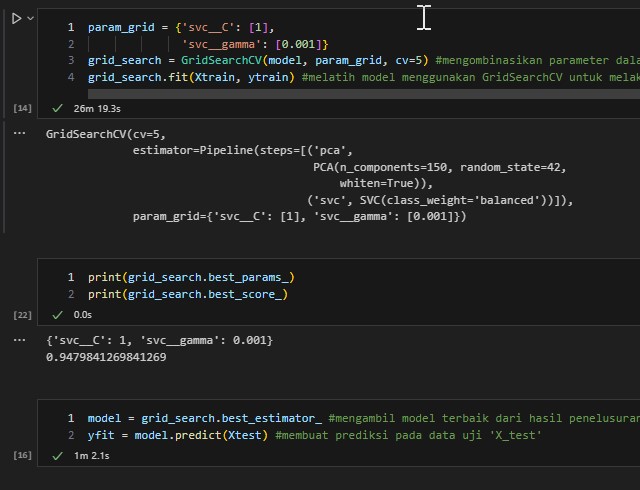 1 param_grid = {'svc__C': [1],
2 'svc__gamma': [0.001]}
3 grid_search = GridSearchCV(model, param_grid, cv=5) #mengombinasikan parameter dala
4 grid_search.fit(Xtrain, ytrain) #melatih model menggunakan GridSearchCV untuk melak
[14] 26m 19.3s
... GridSearchCV(cv=5,
estimator=Pipeline(steps=[('pca',
PCA(n_components=150, random_state=42,
whiten=True)),
('svc', SVC(class_weight='balanced'))]),
param_grid={'svc__C': [1], 'svc__gamma': [0.001]})
1 print(grid_search.best_params_)
2 print(grid_search.best_score_)
[22] 0.0s
... {'svc__C': 1, 'svc__gamma': 0.001}
0.9479841269841269
1 model = grid_search.best_estimator_ #mengambil model terbaik dari hasil penelusuran
2 yfit = model.predict(Xtest) #membuat prediksi pada data uji 'X_test'
[16] 1m 2.1s